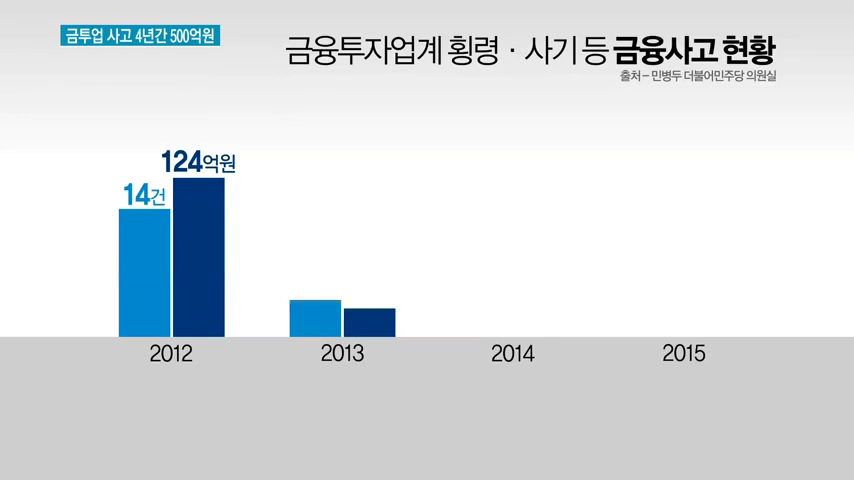 금투업 사고 4년간 500억원
금융투자업계 횡령 · 사기 등 금융사고 현황
출처 – 민병두 더불어민주당 의원실
124억원
14건
2012 2013 2014 2015